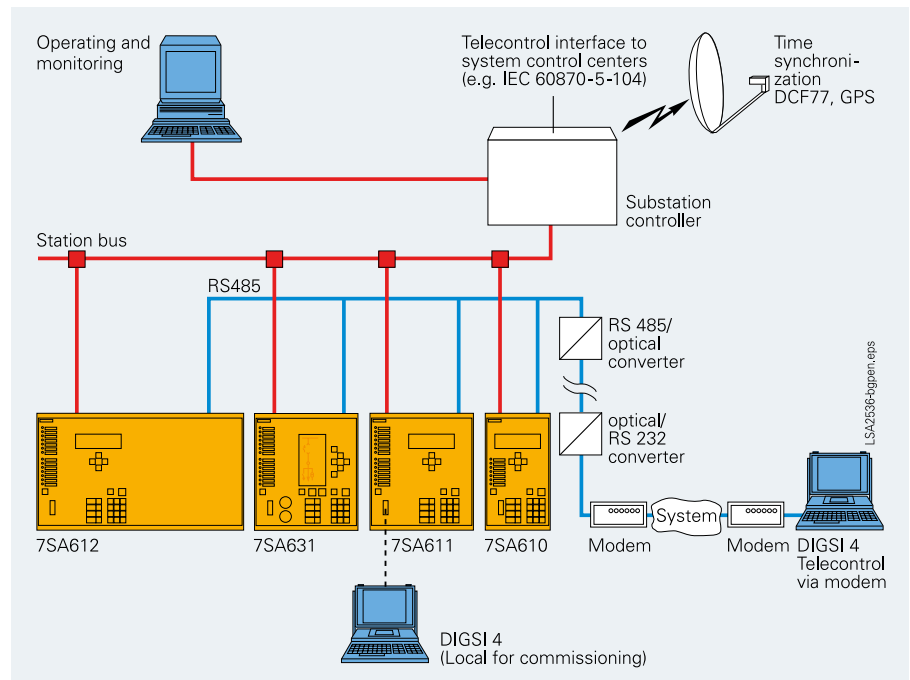 Operating and
monitoring
Telecontrol interface to
system control centers
(e.g. IEC 60870-5-104)
Time
synchroni-
zation
DCF77, GPS
Substation
controller
Station bus
RS485
RS 485/
optical
converter
optical/
RS 232
converter
LSA2536-bgpen.eps
7SA612
7SA631
7SA611
7SA610
Modem
System
Modem
DIGSI 4
Telecontrol
via modem
DIGSI 4
(Local for commissioning)